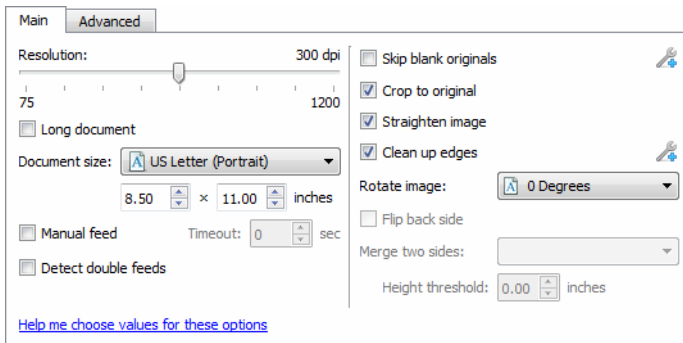 Main Advanced
Resolution: 300 dpi
75 1200
Long document
Document size: US Letter (Portrait)
8.50 × 11.00 inches
Manual feed Timeout: 0 sec
Detect double feeds
Help me choose values for these options
Skip blank originals
Crop to original
Straighten image
Clean up edges
Rotate image: 0 Degrees
Flip back side
Merge two sides:
Height threshold: 0.00 inches